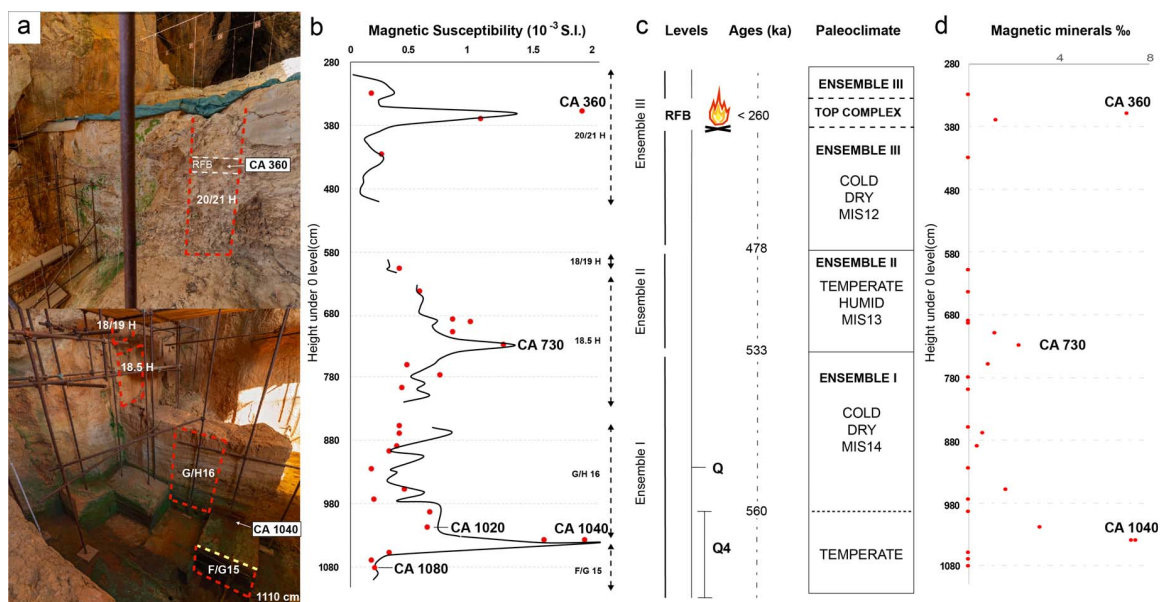 a
RFB
CA 360
20/21 H
18/19 H
18.5 H
G/H16
CA 1040
F/G15
1110 cm
b
Magnetic Susceptibility (10⁻³ S.I.)
0 0.5 1 1.5 2
Height under 0 level(cm)
280
380
480
580
680
780
880
980
1080
CA 360
CA 730
CA 1020
CA 1040
CA 1080
20/21 H
18/19 H
18.5 H
G/H 16
F/G 15
c
Levels Ages (ka) Paleoclimate
Ensemble III
Ensemble II
Ensemble I
RFB
Q
Q4
< 260
478
533
560
ENSEMBLE III
TOP COMPLEX
ENSEMBLE III
COLD
DRY
MIS12
ENSEMBLE II
TEMPERATE
HUMID
MIS13
ENSEMBLE I
COLD
DRY
MIS14
TEMPERATE
d
Magnetic minerals ‰
4 8
Height under 0 level(cm)
280
380
480
580
680
780
880
980
1080
CA 360
CA 730
CA 1040